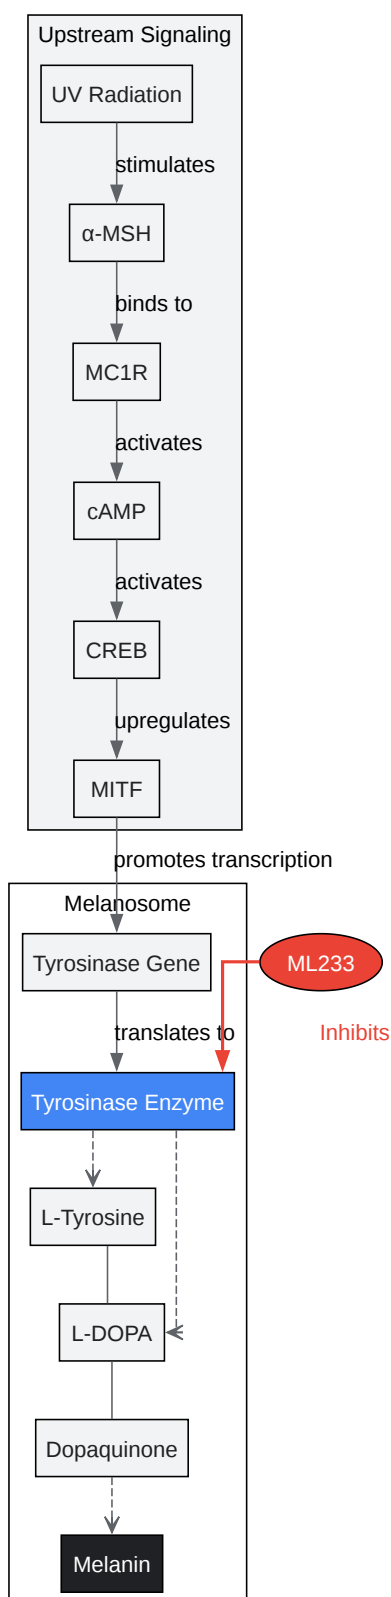 Upstream Signaling
UV Radiation
stimulates
α-MSH
binds to
MC1R
activates
cAMP
activates
CREB
upregulates
MITF
promotes transcription
Melanosome
Tyrosinase Gene
ML233
translates to
Inhibits
Tyrosinase Enzyme
L-Tyrosine
L-DOPA
Dopaquinone
Melanin